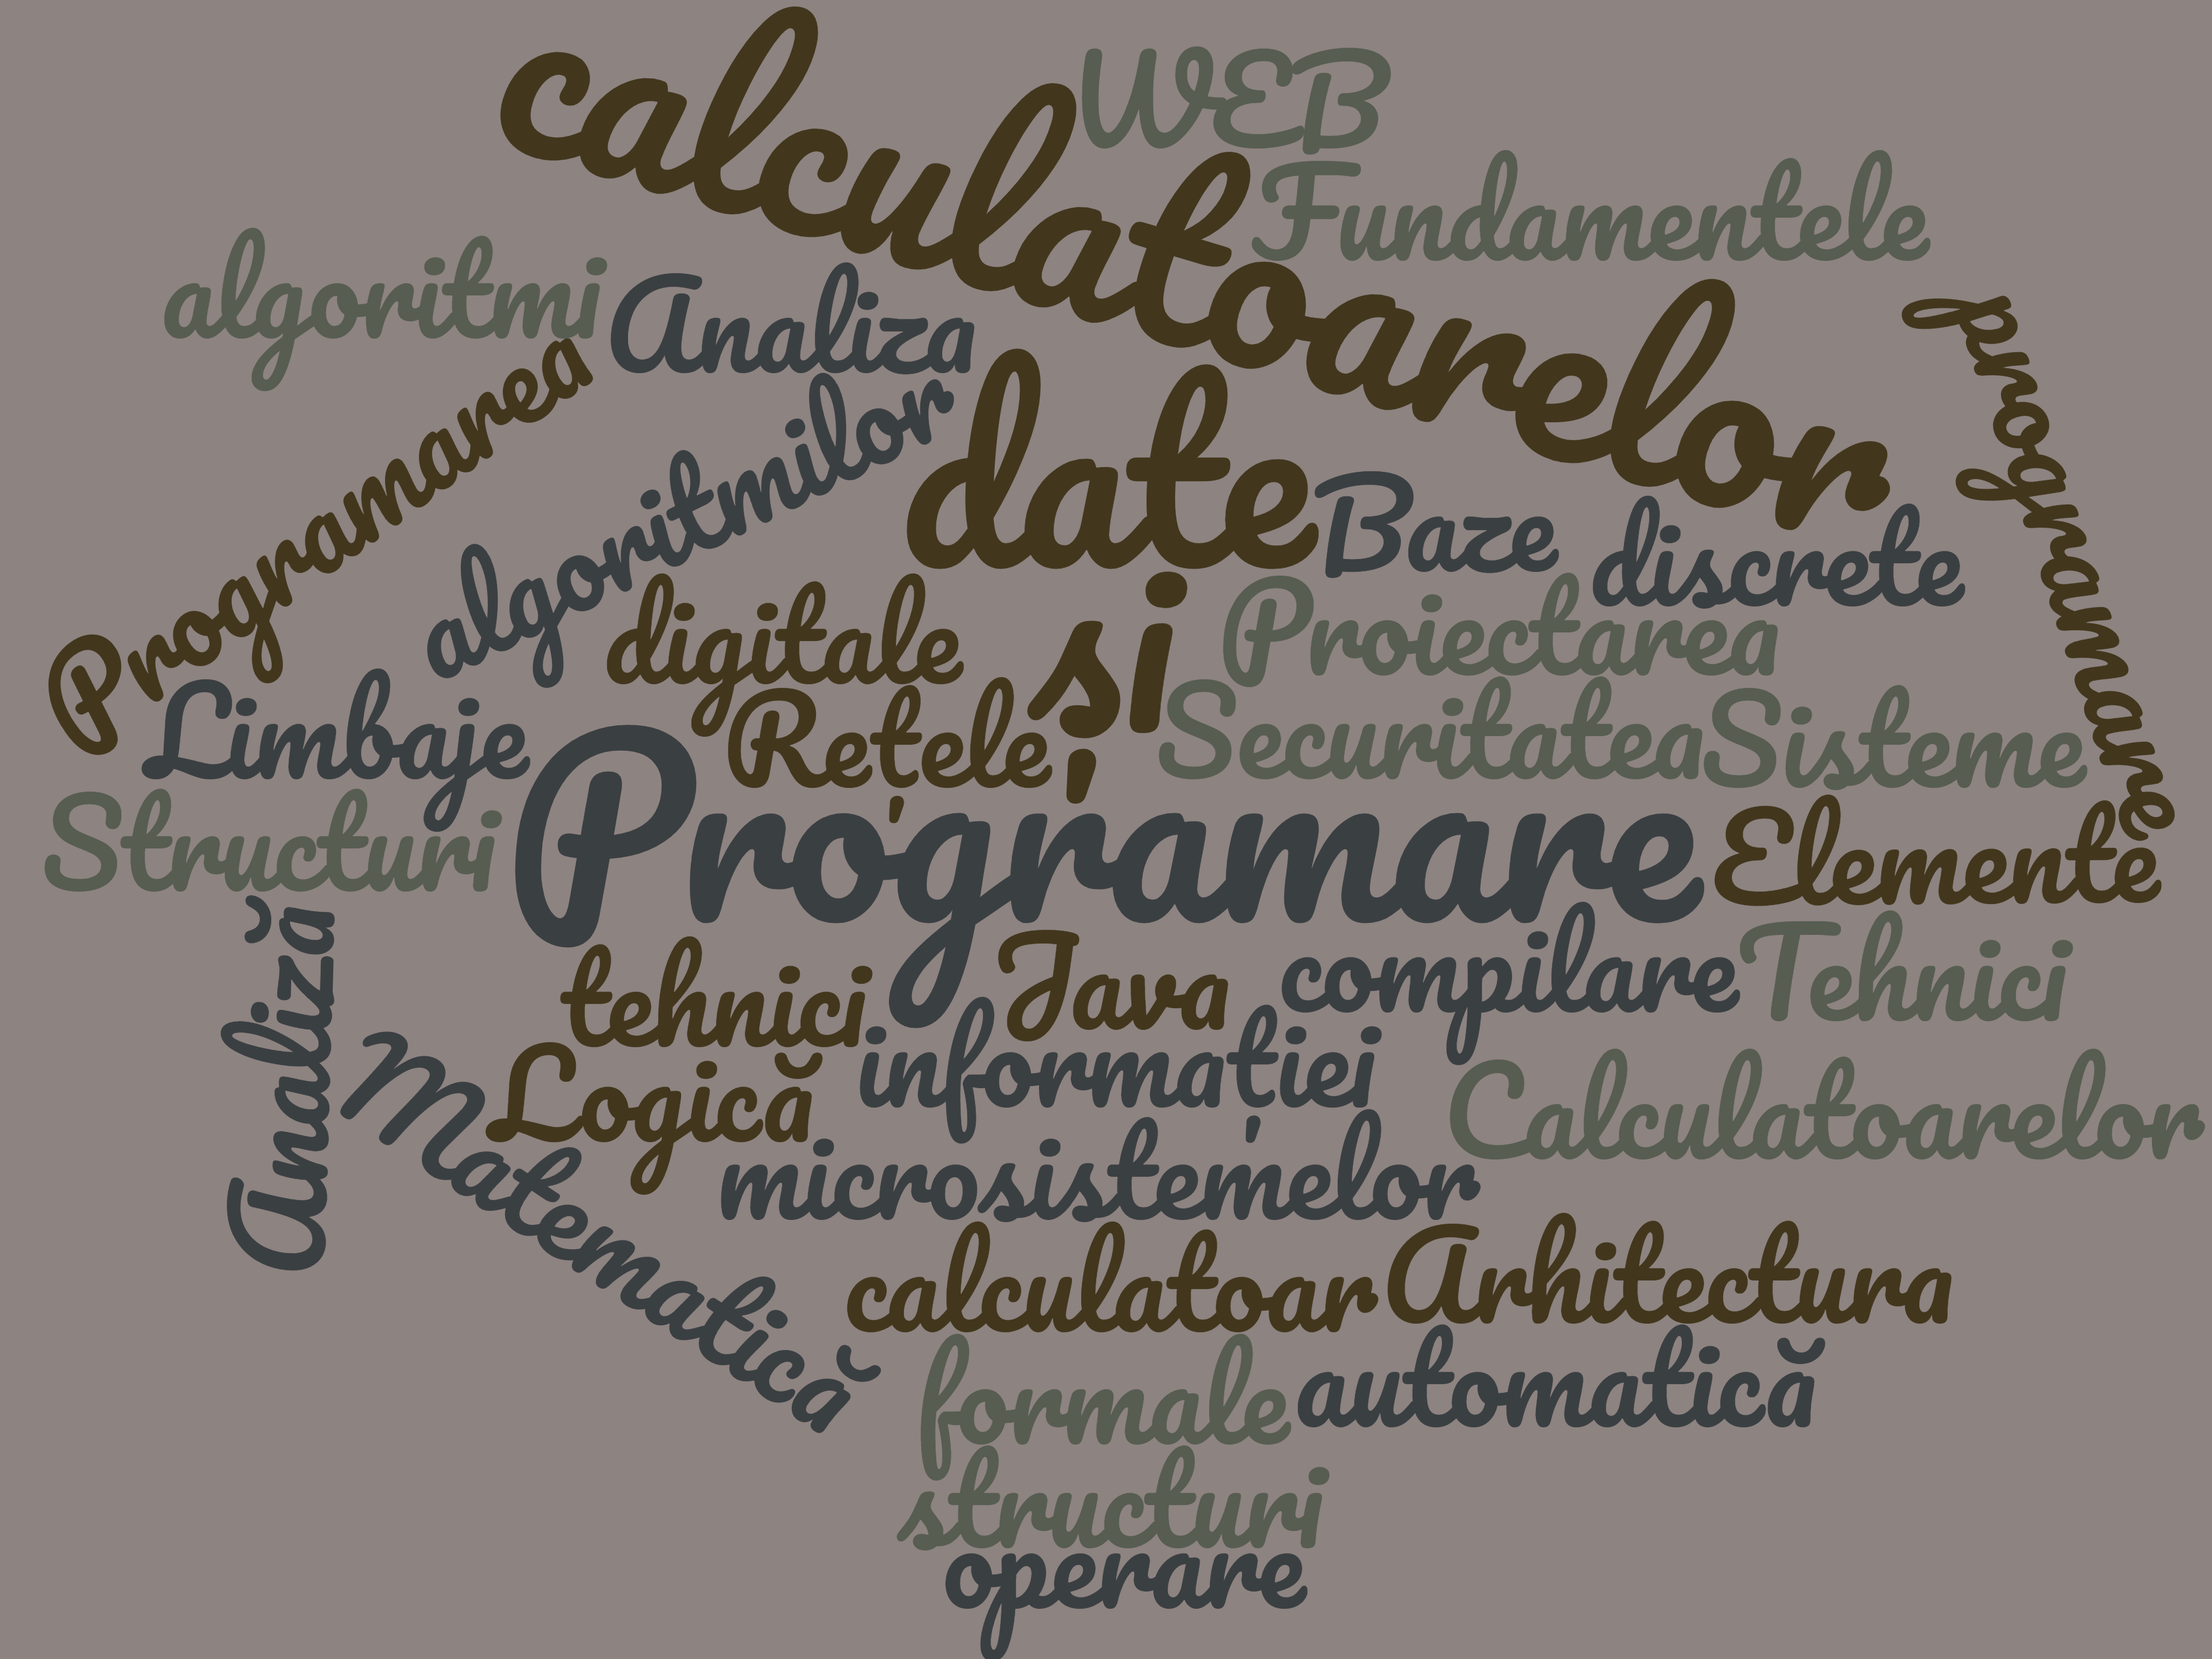 calculatoarelor
WEB
Fundamentele
algoritmi
Analiza
Programarea
algoritmilor
date
Baze
discrete
programare
digitale
și
Proiectarea
Limbaje
Rețele
Securitatea
Sisteme
Structuri
Programare
Elemente
Analiză
tehnici
Java
compilare
Tehnici
Matematică
Logică
informației
Calculatoarelor
microsistemelor
calculatoar
Arhitectura
formale
automatică
structuri
operare